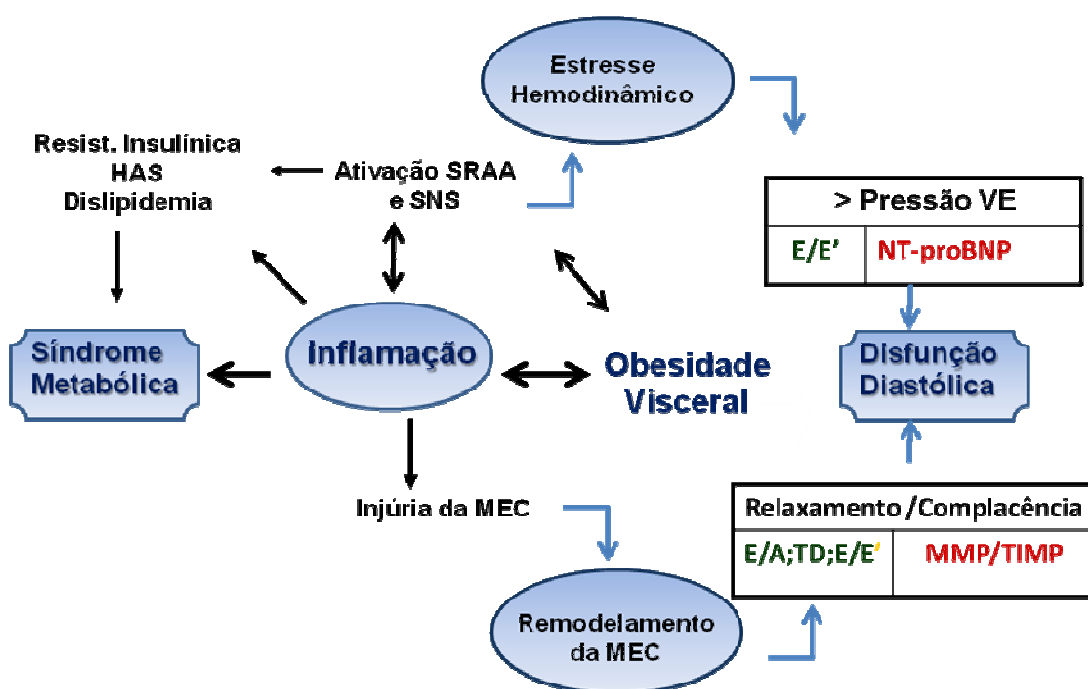 Estresse
Hemodinâmico
Resist. Insulínica
HAS
Dislipidemia
Ativação SRAA
e SNS
> Pressão VE
E/E' NT-proBNP
Síndrome
Metabólica
Inflamação
Obesidade
Visceral
Disfunção
Diastólica
Injúria da MEC
Relaxamento /Complacência
E/A;TD;E/E' MMP/TIMP
Remodelamento
da MEC